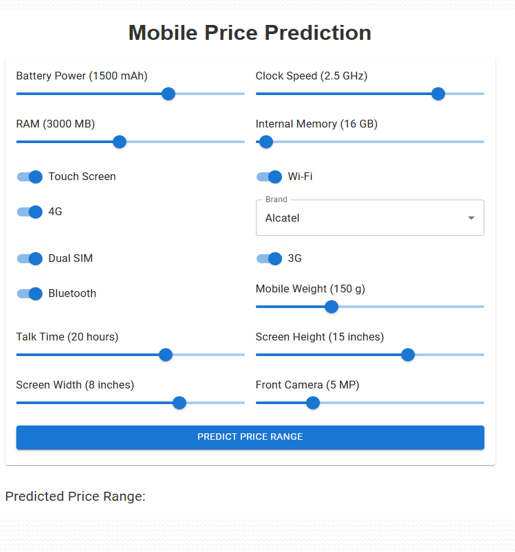 Mobile Price Prediction
Battery Power (1500 mAh)
Clock Speed (2.5 GHz)
RAM (3000 MB)
Internal Memory (16 GB)
Touch Screen
Wi-Fi
4G
Brand
Alcatel
Dual SIM
3G
Bluetooth
Mobile Weight (150 g)
Talk Time (20 hours)
Screen Height (15 inches)
Screen Width (8 inches)
Front Camera (5 MP)
PREDICT PRICE RANGE
Predicted Price Range: